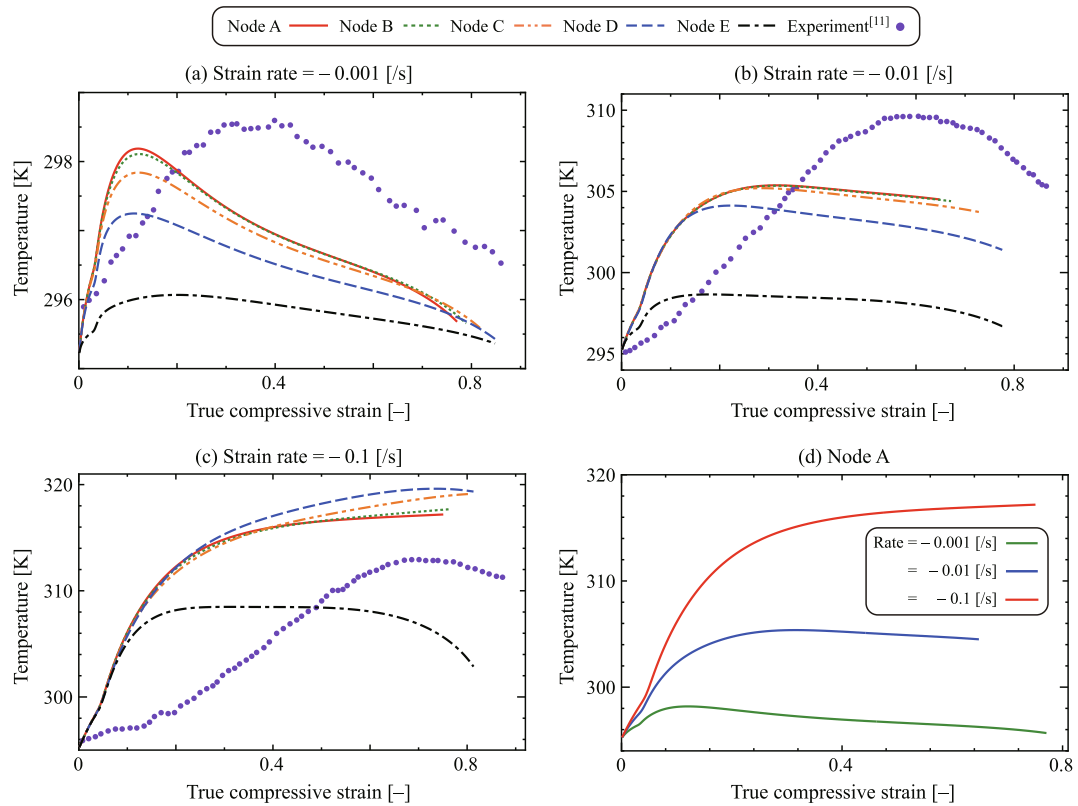 Node A Node B Node C Node D Node E Experiment[11]
(a) Strain rate = – 0.001 [/s]
Temperature [K]
298
296
0 0.4 0.8
True compressive strain [–]
(b) Strain rate = – 0.01 [/s]
Temperature [K]
310
305
300
295
0 0.4 0.8
True compressive strain [–]
(c) Strain rate = – 0.1 [/s]
Temperature [K]
320
310
300
0 0.4 0.8
True compressive strain [–]
(d) Node A
Temperature [K]
320
310
300
Rate = – 0.001 [/s]
= – 0.01 [/s]
= – 0.1 [/s]
0 0.4 0.8
True compressive strain [–]